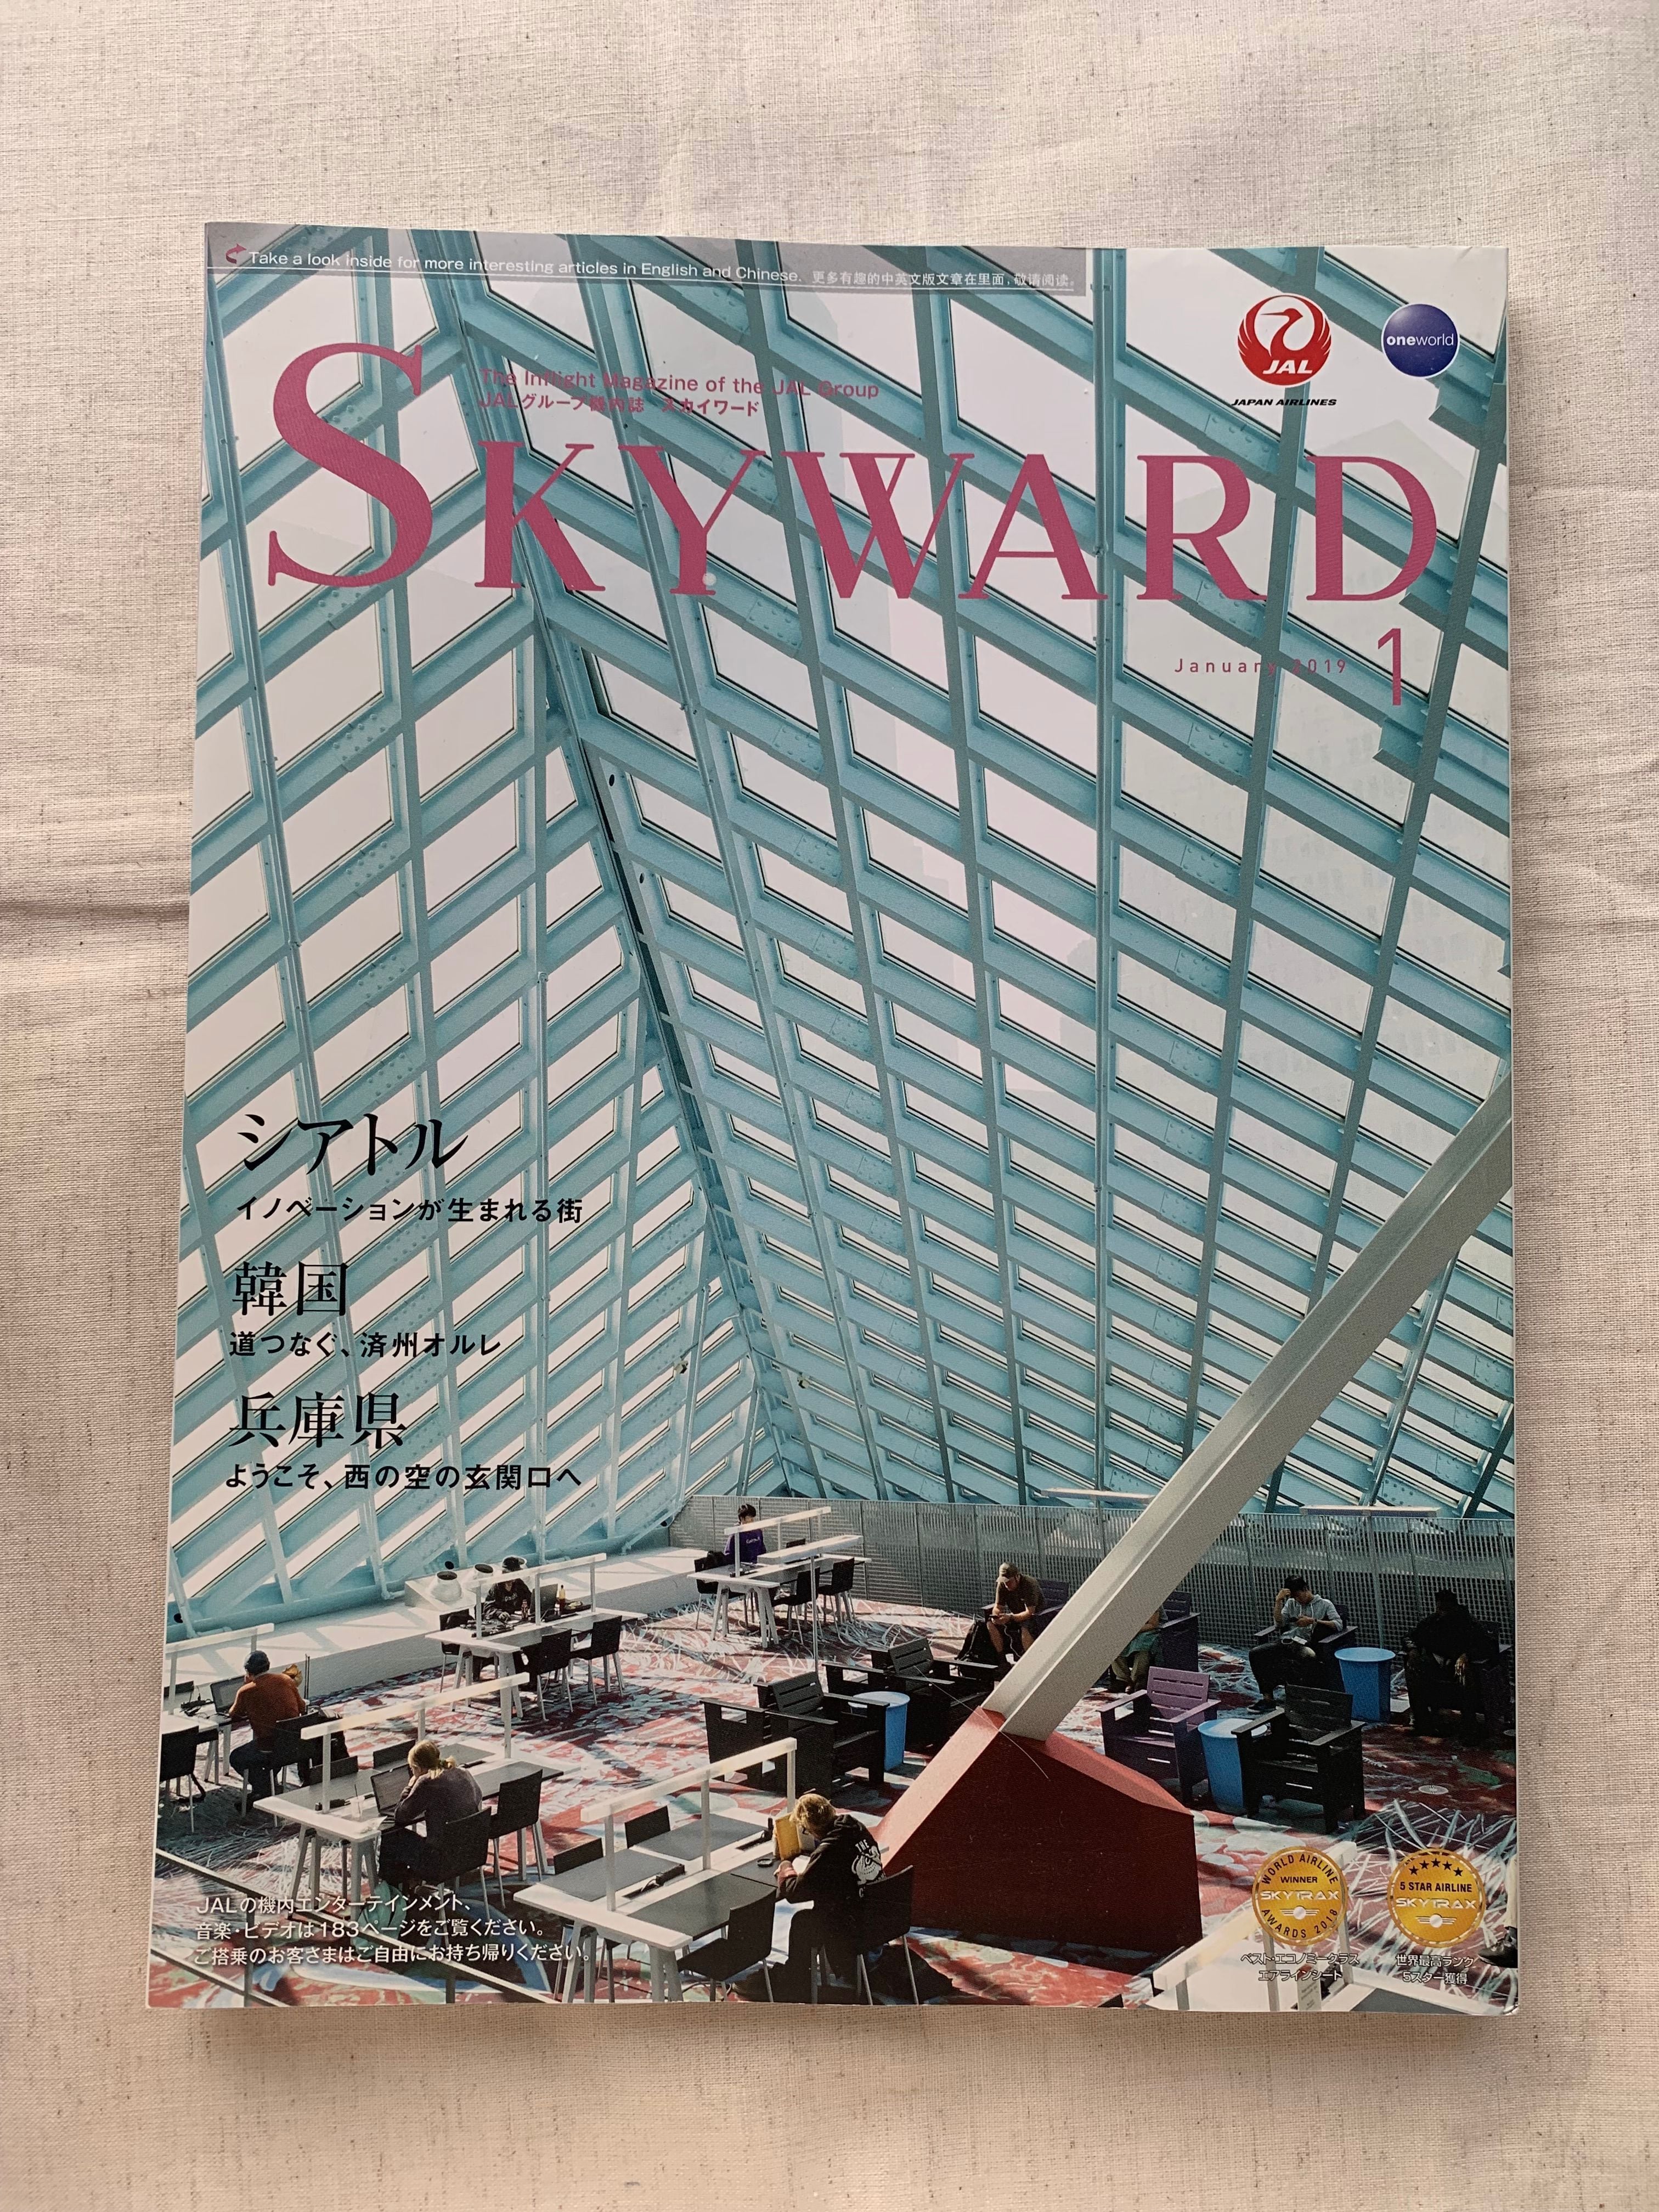 Take a look inside for more interesting articles in English and Chinese. 更多有趣的中英文版文章在里面，敬请阅读。
JAL
JAPAN AIRLINES
oneworld
The Inflight Magazine of the JAL Group
JALグループ機内誌 スカイワード
SKYWARD
January 2019 1
シアトル
イノベーションが生まれる街
韓国
道つなぐ、済州オルレ
兵庫県
ようこそ、西の空の玄関口へ
JALの機内エンターテインメント、
音楽・ビデオは183ページをご覧ください。
ご搭乗のお客さまはご自由にお持ち帰りください。
WORLD AIRLINE
WINNER
SKYTRAX
AWARDS 2018
ベスト・エコノミークラス
エアラインシート
5 STAR AIRLINE
SKYTRAX
世界最高ランク
5スター獲得